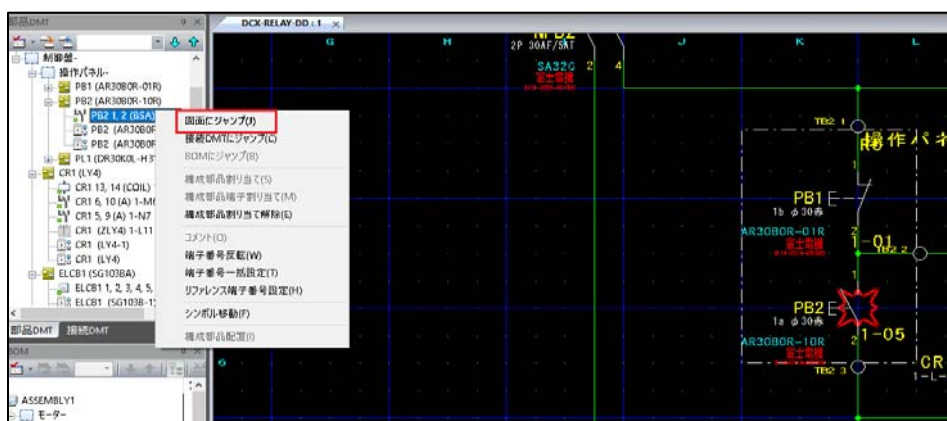 部品DMT
DCX-RELAY-DD : 1
制御盤-
操作パネル-
PB1 (AR30B0R-01R)
PB2 (AR30B0R-10R)
PB2 1, 2 (BSA)
PB2 (AR30B0F
PB2 (AR30B0R
PL1 (DR30K0L-H3
CR1 (LY4)
CR1 13, 14 (COIL)
CR1 6, 10 (A) 1-M
CR1 5, 9 (A) 1-N7
CR1 (ZLY4) 1-L11
CR1 (LY4-1)
CR1 (LY4)
ELCB1 (SG103BA)
ELCB1 1, 2, 3, 4, 5,
ELCB1 (SG103B-1
部品DMT
接続DMT
BOM
ASSEMBLY1
モーター
E-9-
図面にジャンプ(J)
接続DMTにジャンプ(C)
BOMにジャンプ(B)
構成部品割り当て(S)
構成部品端子割り当て(M)
構成部品割り当て解除(E)
コメント(O)
端子番号反転(W)
端子番号一括設定(T)
リファレンス端子番号設定(H)
シンボル移動(F)
構成部品配置(I)
G
H
J
K
L
NFB2
2P 30AF/5AT
SA32C
富士電機
2
4
6
TB2 1
R6
操作パネ
1
PB1
1b φ30赤
AR30B0R-01R
富士電機
2
1-01
TB2 2
1
PB2
1a φ30赤
AR30B0R-10R
富士電機
2
1-05
TB2 3
CR
1-L-